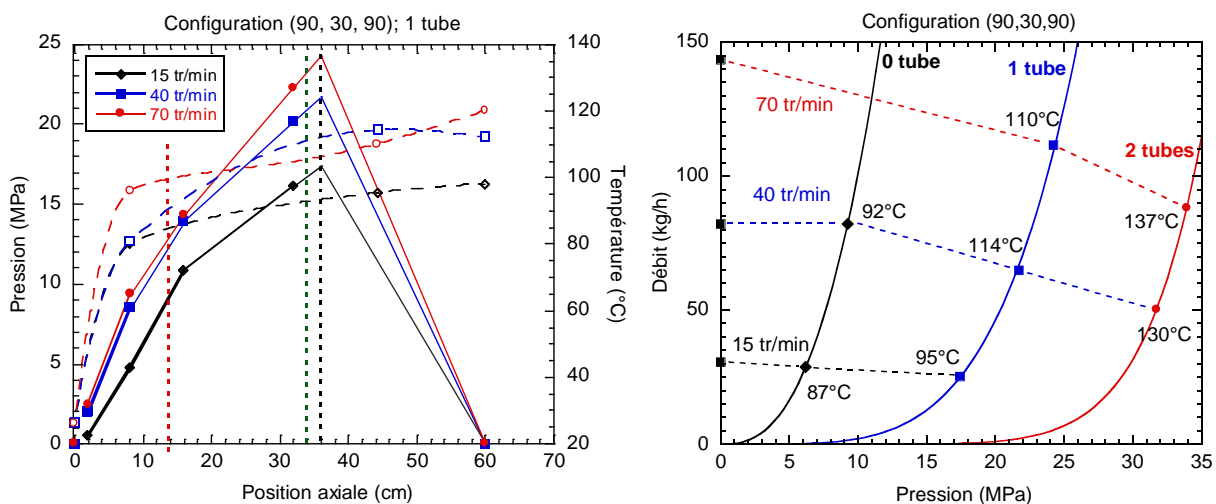 Configuration (90, 30, 90); 1 tube
25
20
15
10
5
0
Pression (MPa)
15 tr/min
40 tr/min
70 tr/min
140
120
100
80
60
40
20
Température (°C)
0
10
20
30
40
50
60
70
Position axiale (cm)
Configuration (90,30,90)
150
100
50
0
Débit (kg/h)
0 tube
1 tube
2 tubes
70 tr/min
110°C
40 tr/min
92°C
137°C
114°C
130°C
15 tr/min
95°C
87°C
0
5
10
15
20
25
30
35
Pression (MPa)